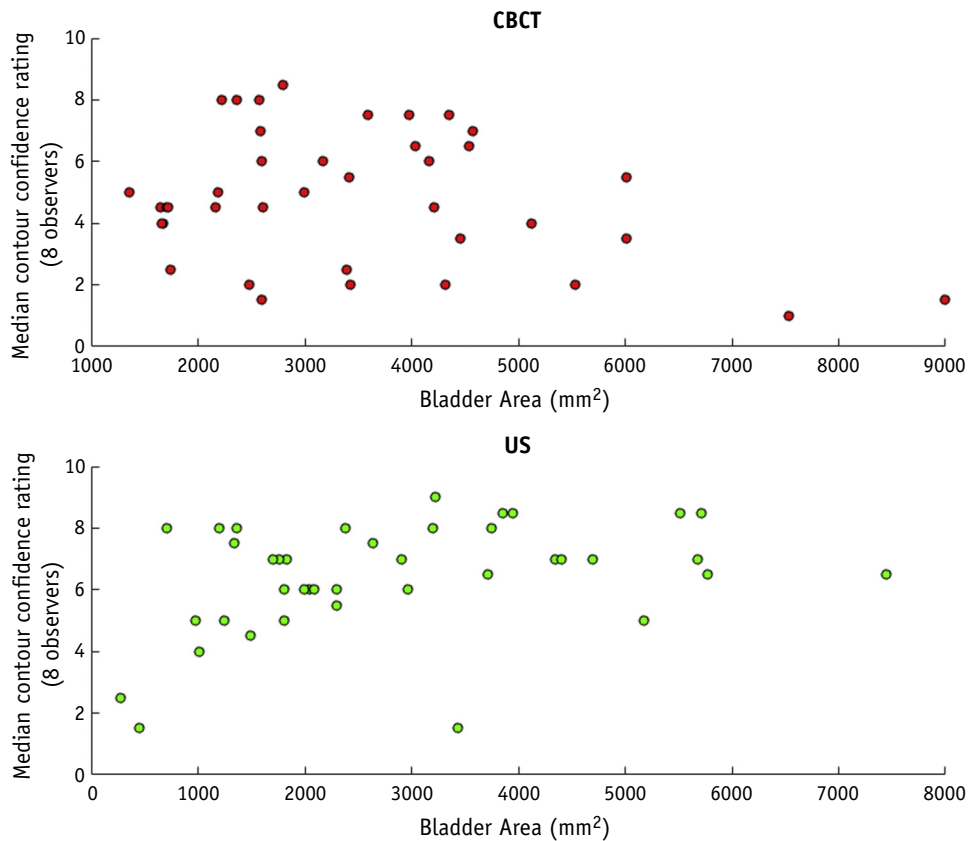 CBCT
Median contour confidence rating
(8 observers)
10
8
6
4
2
0
1000 2000 3000 4000 5000 6000 7000 8000 9000
Bladder Area (mm²)
US
Median contour confidence rating
(8 observers)
10
8
6
4
2
0
0 1000 2000 3000 4000 5000 6000 7000 8000
Bladder Area (mm²)